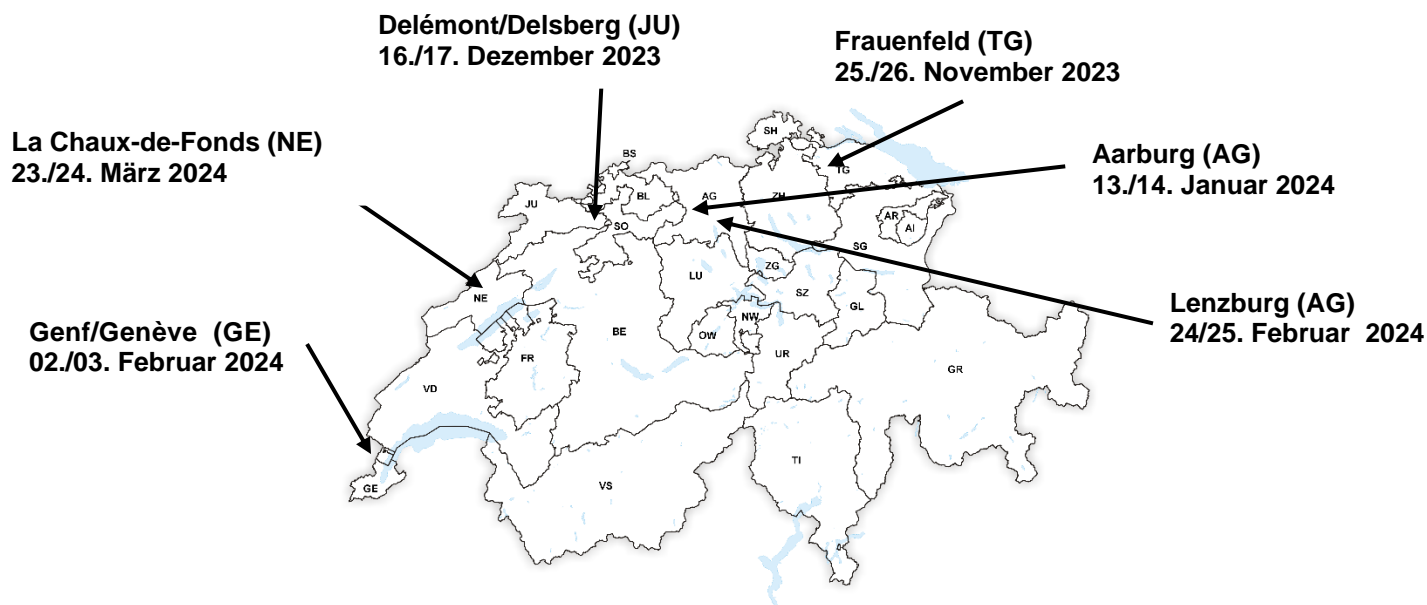 Delémont/Delsberg (JU)
16./17. Dezember 2023
Frauenfeld (TG)
25./26. November 2023
La Chaux-de-Fonds (NE)
23./24. März 2024
Aarburg (AG)
13./14. Januar 2024
Genf/Genève  (GE)
02./03. Februar 2024
Lenzburg (AG)
24/25. Februar  2024
SH
BS
TG
BL
AG
ZH
JU
SO
AR
AI
SG
ZG
LU
SZ
NE
NW
GL
BE
OW
UR
FR
GR
VD
TI
GE
VS